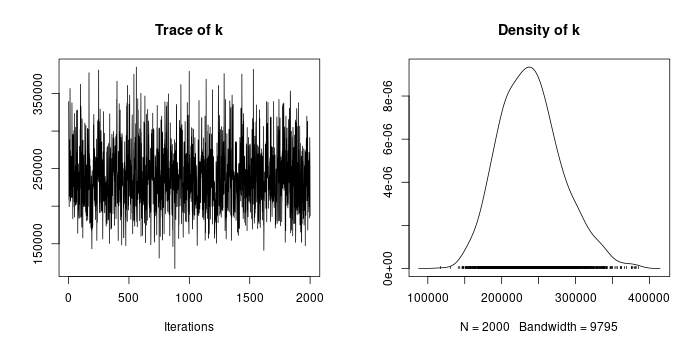 Trace of k
350000
250000
150000
0
500
1000
1500
2000
Iterations
Density of k
8e-06
6e-06
4e-06
0e+00
100000
200000
300000
400000
N = 2000 Bandwidth = 9795